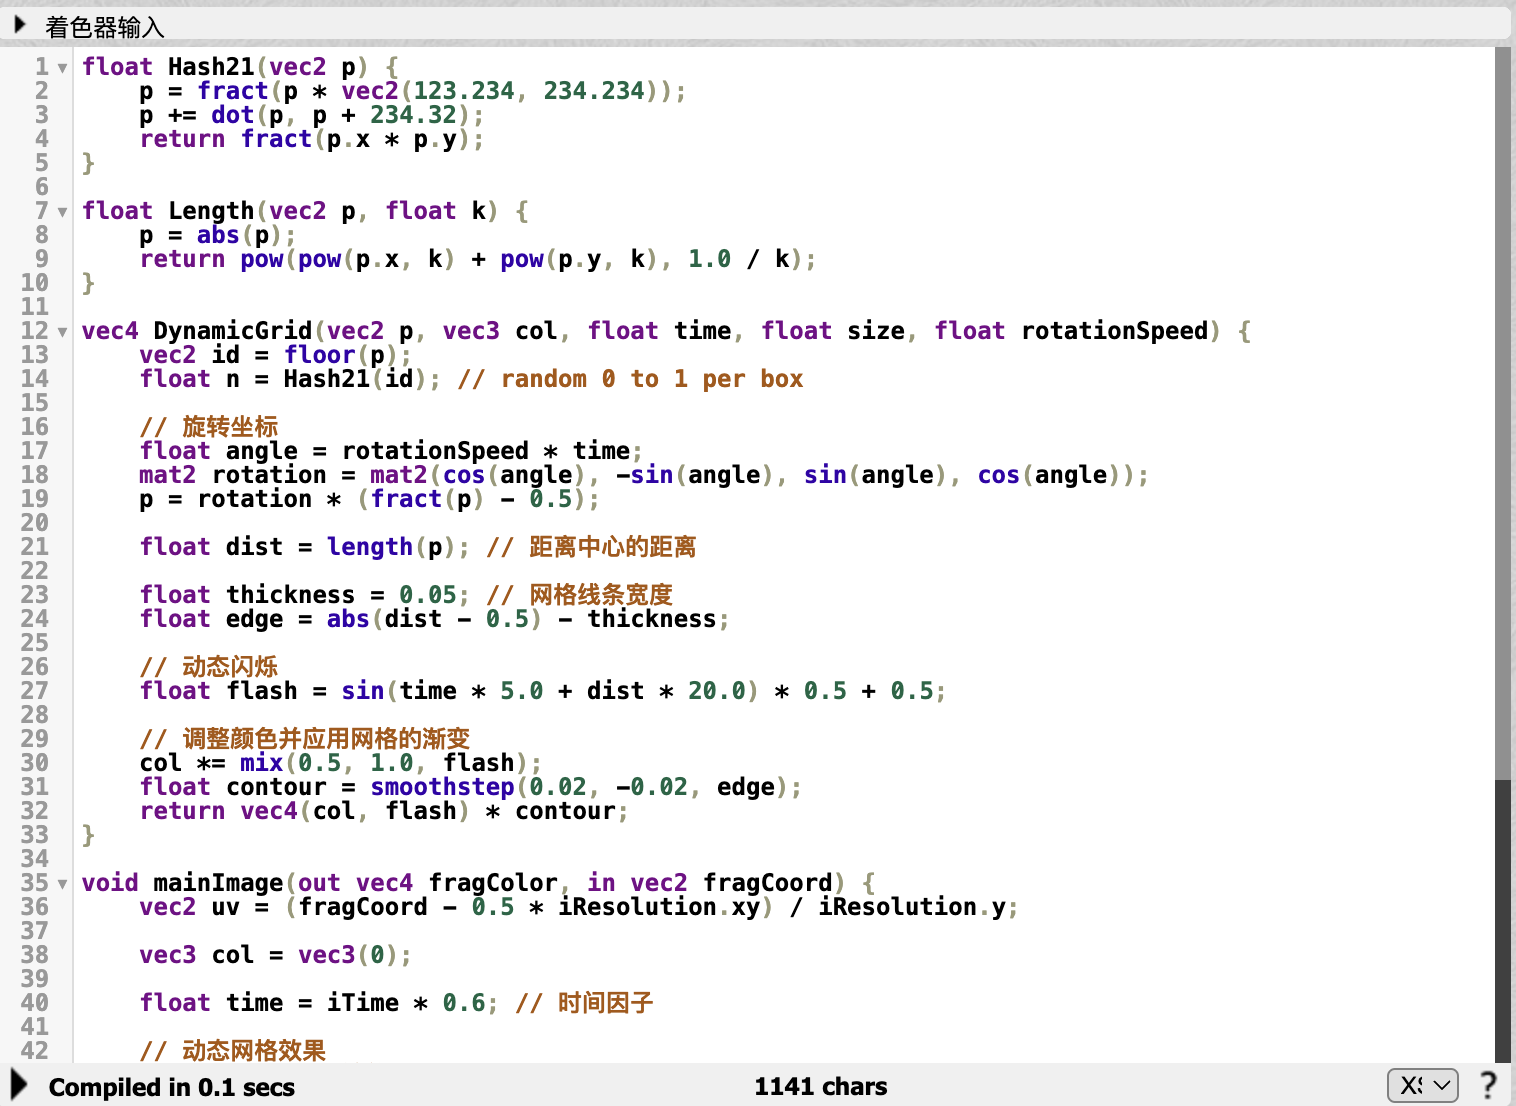 着色器输入
1 float Hash21(vec2 p) {
2     p = fract(p * vec2(123.234, 234.234));
3     p += dot(p, p + 234.32);
4     return fract(p.x * p.y);
5 }
6
7 float Length(vec2 p, float k) {
8     p = abs(p);
9     return pow(pow(p.x, k) + pow(p.y, k), 1.0 / k);
10 }
11
12 vec4 DynamicGrid(vec2 p, vec3 col, float time, float size, float rotationSpeed) {
13     vec2 id = floor(p);
14     float n = Hash21(id); // random 0 to 1 per box
15
16     // 旋转坐标
17     float angle = rotationSpeed * time;
18     mat2 rotation = mat2(cos(angle), -sin(angle), sin(angle), cos(angle));
19     p = rotation * (fract(p) - 0.5);
20
21     float dist = length(p); // 距离中心的距离
22
23     float thickness = 0.05; // 网格线条宽度
24     float edge = abs(dist - 0.5) - thickness;
25
26     // 动态闪烁
27     float flash = sin(time * 5.0 + dist * 20.0) * 0.5 + 0.5;
28
29     // 调整颜色并应用网格的渐变
30     col *= mix(0.5, 1.0, flash);
31     float contour = smoothstep(0.02, -0.02, edge);
32     return vec4(col, flash) * contour;
33 }
34
35 void mainImage(out vec4 fragColor, in vec2 fragCoord) {
36     vec2 uv = (fragCoord - 0.5 * iResolution.xy) / iResolution.y;
37
38     vec3 col = vec3(0);
39
40     float time = iTime * 0.6; // 时间因子
41
42     // 动态网格效果
Compiled in 0.1 secs 1141 chars ?